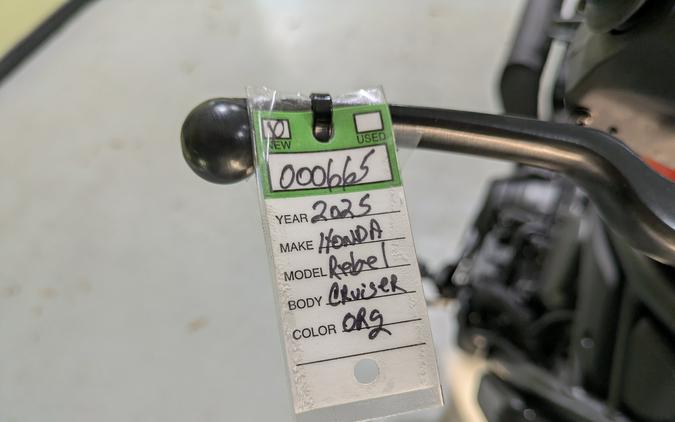 NEW USED
000665
YEAR 2025
MAKE HONDA
MODEL Rebel
BODY CRuiseR
COLOR ORg